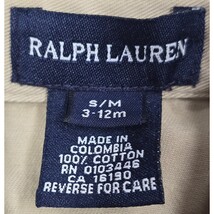 RALPH LAUREN
S/M
3-12m
MADE IN
COLOMBIA
100% COTTON
RN 0103446
CA 16190
REVERSE FOR CARE